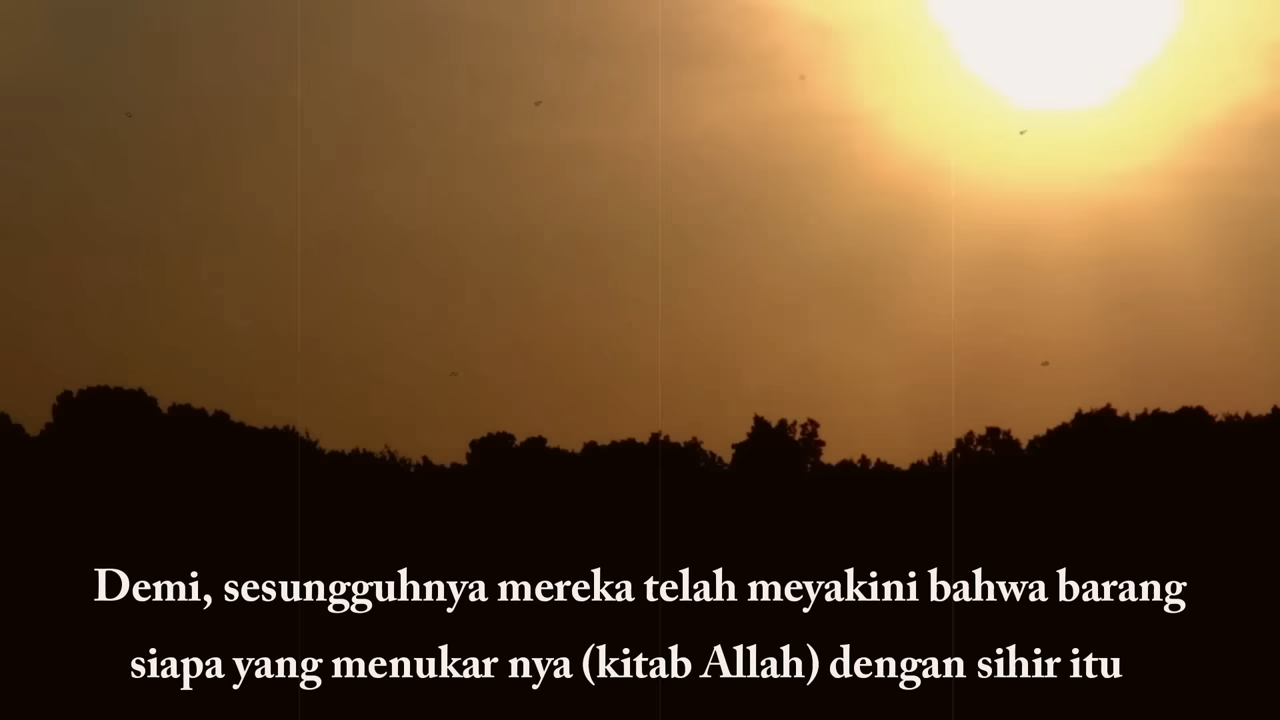 Demi, sesungguhnya mereka telah meyakini bahwa barang
siapa yang menukar nya (kitab Allah) dengan sihir itu